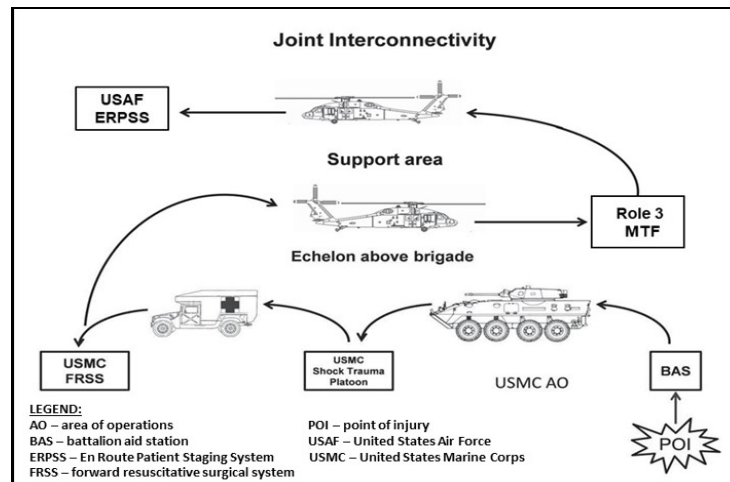 Joint Interconnectivity
USAF
ERPSS
Support area
Role 3
MTF
Echelon above brigade
USMC
FRSS
USMC
Shock Trauma
Platoon
USMC AO
BAS
POI
LEGEND:
AO – area of operations
BAS – battalion aid station
ERPSS – En Route Patient Staging System
FRSS – forward resuscitative surgical system
POI – point of injury
USAF – United States Air Force
USMC – United States Marine Corps